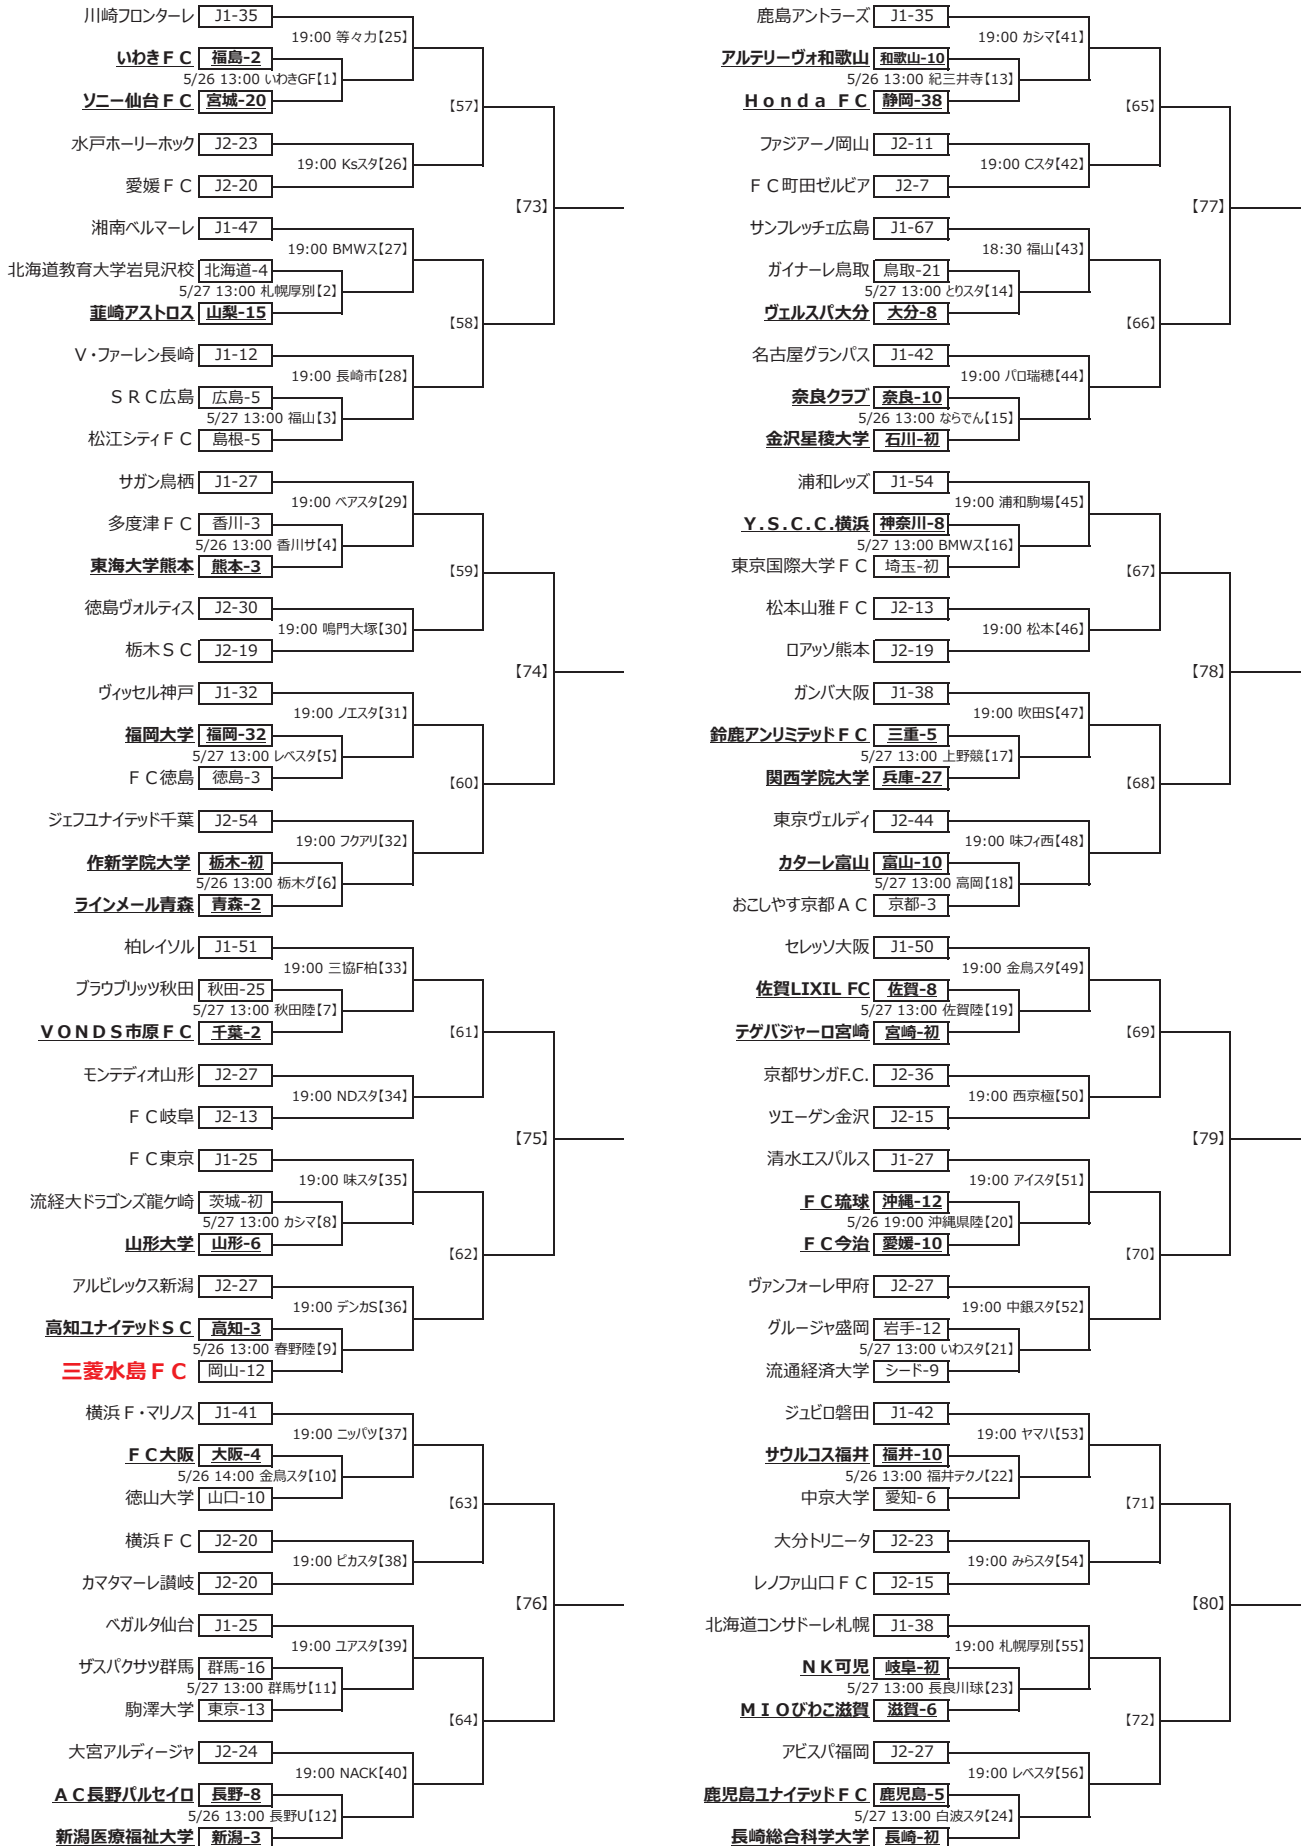 川崎フロンターレ J1-35
19:00 等々力【25】
いわきＦＣ 福島-2
5/26 13:00 いわきGF【1】
ソニー仙台ＦＣ 宮城-20
【57】
水戸ホーリーホック J2-23
19:00 Ksスタ【26】
愛媛ＦＣ J2-20
【73】
湘南ベルマーレ J1-47
19:00 BMWス【27】
北海道教育大学岩見沢校 北海道-4
5/27 13:00 札幌厚別【2】
韮崎アストロス 山梨-15
【58】
Ｖ・ファーレン長崎 J1-12
19:00 長崎市【28】
ＳＲＣ広島 広島-5
5/27 13:00 福山【3】
松江シティＦＣ 島根-5
サガン鳥栖 J1-27
19:00 ベアスタ【29】
多度津ＦＣ 香川-3
5/26 13:00 香川サ【4】
東海大学熊本 熊本-3
【59】
徳島ヴォルティス J2-30
19:00 鳴門大塚【30】
栃木ＳＣ J2-19
【74】
ヴィッセル神戸 J1-32
19:00 ノエスタ【31】
福岡大学 福岡-32
5/27 13:00 レベスタ【5】
ＦＣ徳島 徳島-3
【60】
ジェフユナイテッド千葉 J2-54
19:00 フクアリ【32】
作新学院大学 栃木-初
5/26 13:00 栃木グ【6】
ラインメール青森 青森-2
柏レイソル J1-51
19:00 三協F柏【33】
ブラウブリッツ秋田 秋田-25
5/27 13:00 秋田陸【7】
ＶＯＮＤＳ市原ＦＣ 千葉-2
【61】
モンテディオ山形 J2-27
19:00 NDスタ【34】
ＦＣ岐阜 J2-13
【75】
ＦＣ東京 J1-25
19:00 味スタ【35】
流経大ドラゴンズ龍ケ崎 茨城-初
5/27 13:00 カシマ【8】
山形大学 山形-6
【62】
アルビレックス新潟 J2-27
19:00 デンカS【36】
高知ユナイテッドＳＣ 高知-3
5/26 13:00 春野陸【9】
三菱水島ＦＣ 岡山-12
横浜Ｆ・マリノス J1-41
19:00 ニッパツ【37】
ＦＣ大阪 大阪-4
5/26 14:00 金鳥スタ【10】
徳山大学 山口-10
【63】
横浜ＦＣ J2-20
19:00 ピカスタ【38】
カマタマーレ讃岐 J2-20
【76】
ベガルタ仙台 J1-25
19:00 ユアスタ【39】
ザスパクサツ群馬 群馬-16
5/27 13:00 群馬サ【11】
駒澤大学 東京-13
【64】
大宮アルディージャ J2-24
19:00 NACK【40】
ＡＣ長野パルセイロ 長野-8
5/26 13:00 長野U【12】
新潟医療福祉大学 新潟-3
鹿島アントラーズ J1-35
19:00 カシマ【41】
アルテリーヴォ和歌山 和歌山-10
5/26 13:00 紀三井寺【13】
Ｈｏｎｄａ ＦＣ 静岡-38
【65】
ファジアーノ岡山 J2-11
19:00 Cスタ【42】
ＦＣ町田ゼルビア J2-7
【77】
サンフレッチェ広島 J1-67
18:30 福山【43】
ガイナーレ鳥取 鳥取-21
5/27 13:00 とりスタ【14】
ヴェルスパ大分 大分-8
【66】
名古屋グランパス J1-42
19:00 パロ瑞穂【44】
奈良クラブ 奈良-10
5/26 13:00 ならでん【15】
金沢星稜大学 石川-初
浦和レッズ J1-54
19:00 浦和駒場【45】
Ｙ.Ｓ.Ｃ.Ｃ.横浜 神奈川-8
5/27 13:00 BMWス【16】
東京国際大学ＦＣ 埼玉-初
【67】
松本山雅ＦＣ J2-13
19:00 松本【46】
ロアッソ熊本 J2-19
【78】
ガンバ大阪 J1-38
19:00 吹田S【47】
鈴鹿アンリミテッドＦＣ 三重-5
5/27 13:00 上野競【17】
関西学院大学 兵庫-27
【68】
東京ヴェルディ J2-44
19:00 味フィ西【48】
カターレ富山 富山-10
5/27 13:00 高岡【18】
おこしやす京都ＡＣ 京都-3
セレッソ大阪 J1-50
19:00 金鳥スタ【49】
佐賀LIXIL FC 佐賀-8
5/27 13:00 佐賀陸【19】
テゲバジャーロ宮崎 宮崎-初
【69】
京都サンガF.C. J2-36
19:00 西京極【50】
ツエーゲン金沢 J2-15
【79】
清水エスパルス J1-27
19:00 アイスタ【51】
ＦＣ琉球 沖縄-12
5/26 19:00 沖縄県陸【20】
ＦＣ今治 愛媛-10
【70】
ヴァンフォーレ甲府 J2-27
19:00 中銀スタ【52】
グルージャ盛岡 岩手-12
5/27 13:00 いわスタ【21】
流通経済大学 シード-9
ジュビロ磐田 J1-42
19:00 ヤマハ【53】
サウルコス福井 福井-10
5/26 13:00 福井テクノ【22】
中京大学 愛知-6
【71】
大分トリニータ J2-23
19:00 みらスタ【54】
レノファ山口ＦＣ J2-15
【80】
北海道コンサドーレ札幌 J1-38
19:00 札幌厚別【55】
ＮＫ可児 岐阜-初
5/27 13:00 長良川球【23】
ＭＩＯびわこ滋賀 滋賀-6
【72】
アビスパ福岡 J2-27
19:00 レベスタ【56】
鹿児島ユナイテッドＦＣ 鹿児島-5
5/27 13:00 白波スタ【24】
長崎総合科学大学 長崎-初